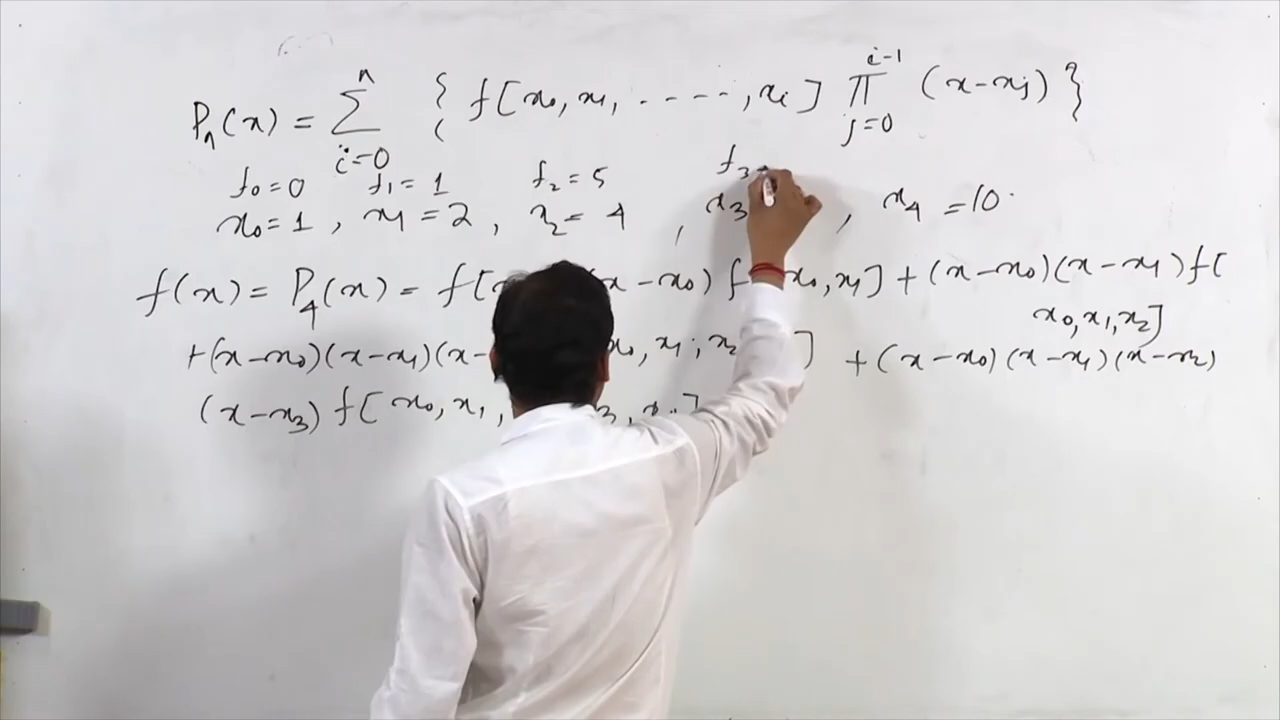 Pₙ(x) = Σ_{i=0}^{n} { f[x₀, x₁, ....., xᵢ] Π_{j=0}^{i-1} (x-xⱼ) }
f₀=0 f₁=1 f₂=5 f₃
x₀=1, x₁=2, x₂=4, x₃ , x₄=10
f(x) = P₄(x) = f[x x-x₀) f x₀,x₁] + (x-x₀)(x-x₁) f[
x₀,x₁,x₂]
+(x-x₀)(x-x₁)(x- x₀, x₁, x₂ ] + (x-x₀)(x-x₁)(x-x₂)
(x-x₃) f[x₀, x₁, 3, ]